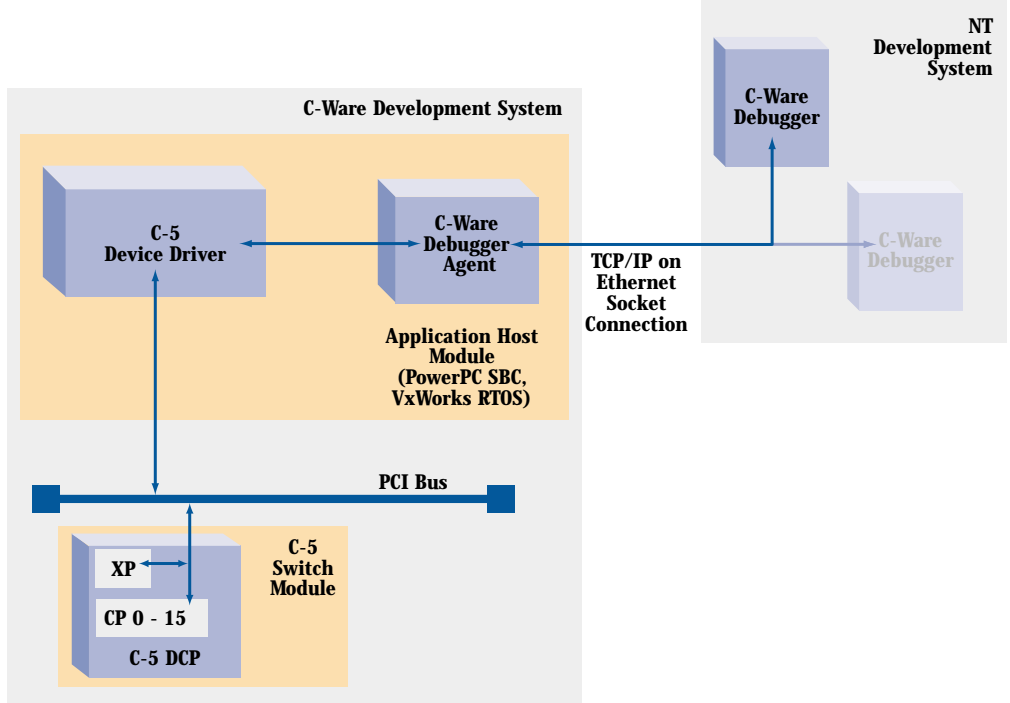 NT
Development
System
C-Ware
Debugger
C-Ware Development System
C-5
Device Driver
C-Ware
Debugger
Agent
C-Ware
Debugger
TCP/IP on
Ethernet
Socket
Connection
Application Host
Module
(PowerPC SBC,
VxWorks RTOS)
PCI Bus
C-5
Switch
Module
XP
CP 0 - 15
C-5 DCP